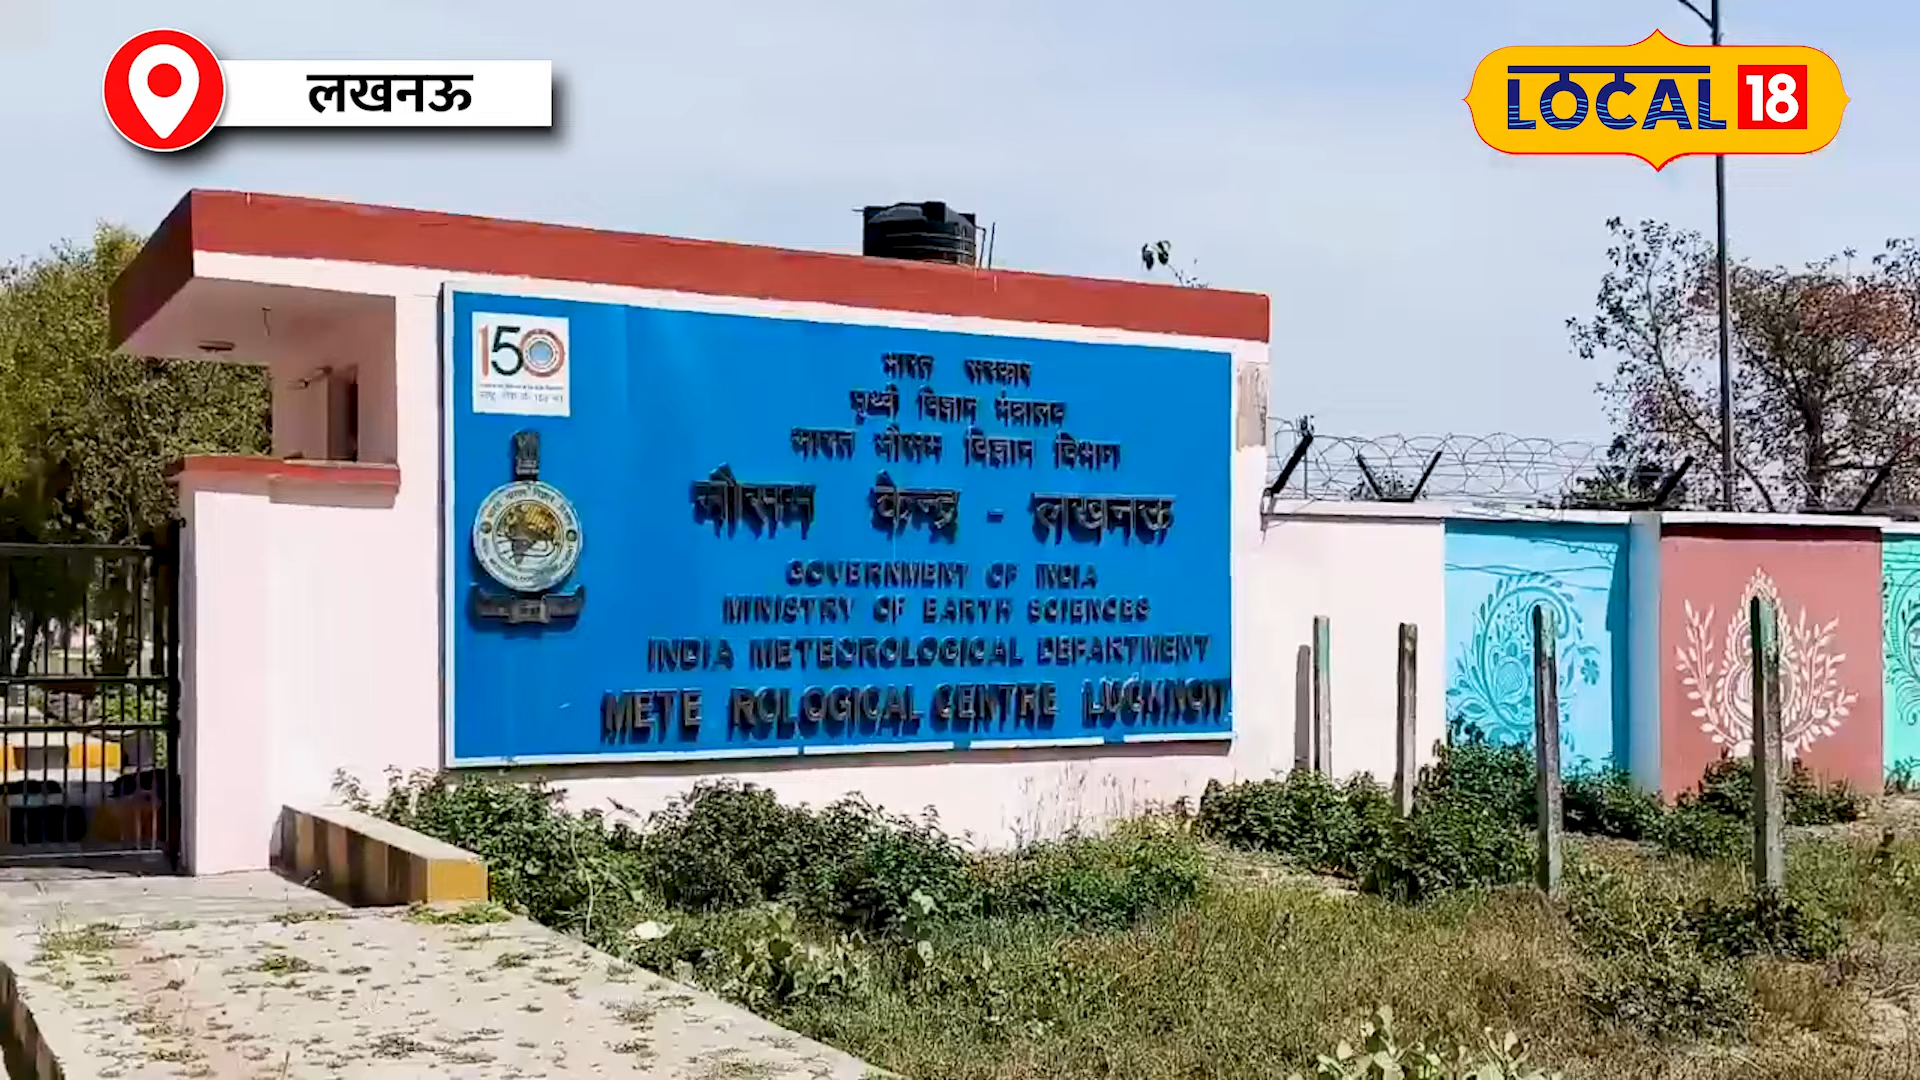 लखनऊ
LOCAL 18
150
भारत सरकार
पृथ्वी विज्ञान मंत्रालय
भारत मौसम विज्ञान विभाग
मौसम केन्द्र - लखनऊ
GOVERNMENT OF INDIA
MINISTRY OF EARTH SCIENCES
INDIA METEOROLOGICAL DEPARTMENT
METE ROLOGICAL CENTRE LUCKNOW